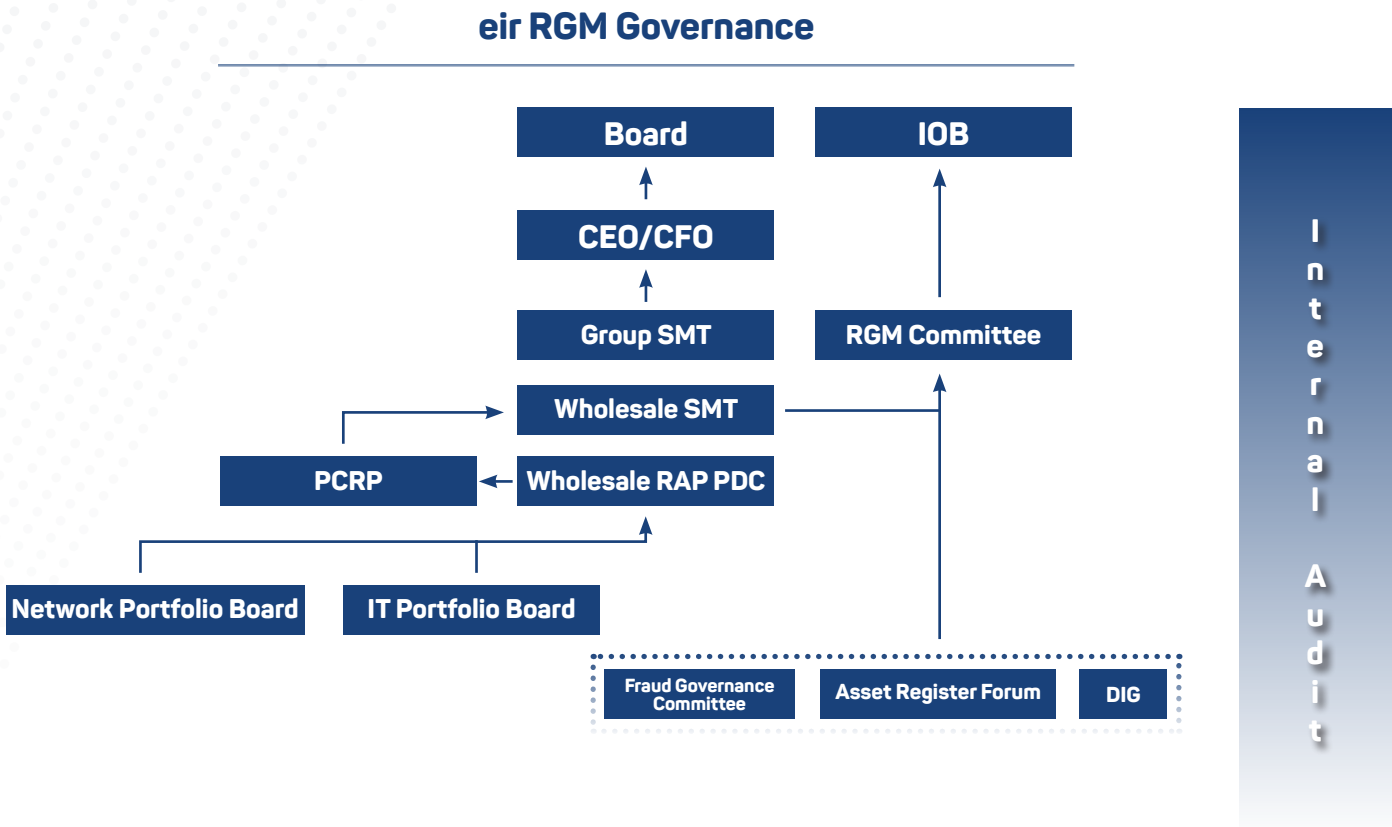 eir RGM Governance
Board
IOB
CEO/CFO
Group SMT
RGM Committee
Wholesale SMT
PCRP
Wholesale RAP PDC
Network Portfolio Board
IT Portfolio Board
Fraud Governance
Committee
Asset Register Forum
DIG
Internal Audit